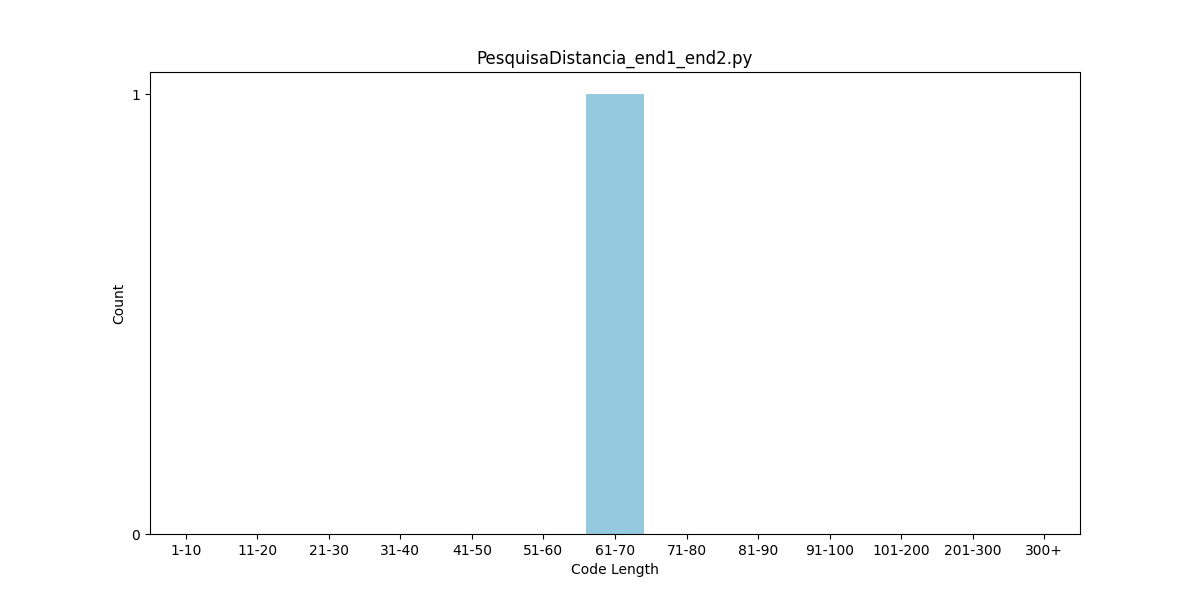 PesquisaDistancia_end1_end2.py
1
Count
0
1-10 11-20 21-30 31-40 41-50 51-60 61-70 71-80 81-90 91-100 101-200 201-300 300+
Code Length